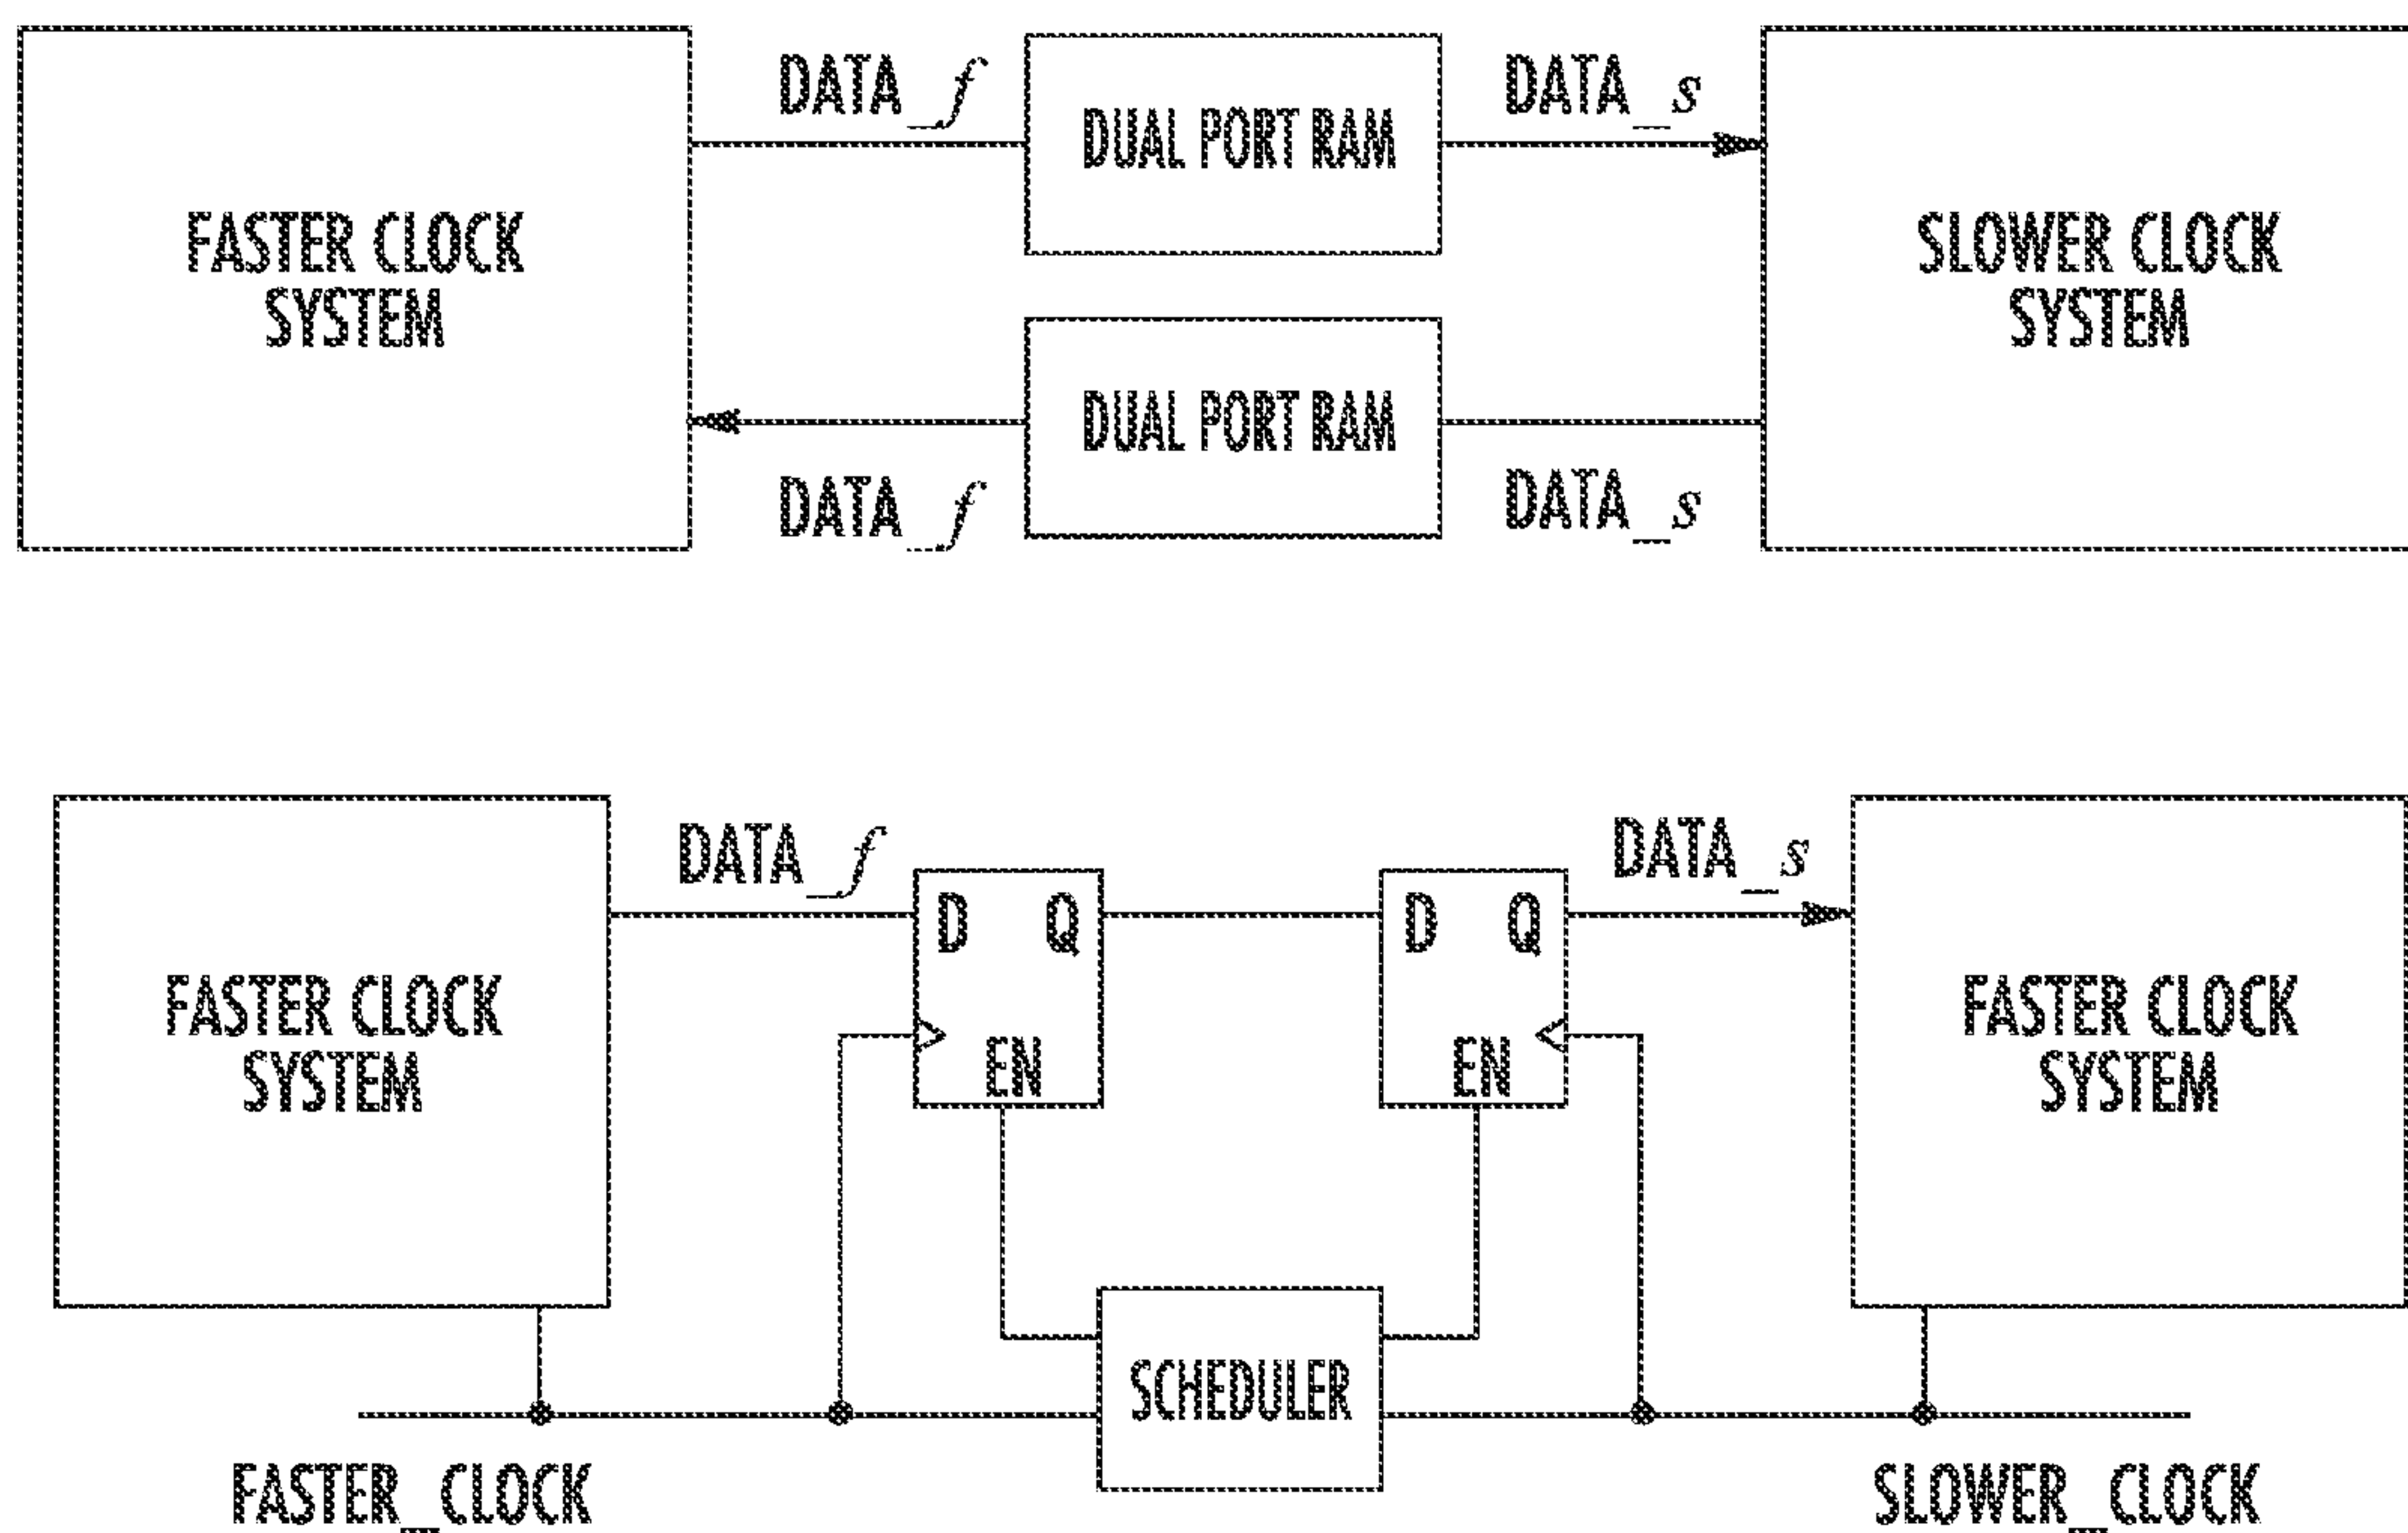 DATA_f
DUAL PORT RAM
DATA_s
FASTER CLOCK
SYSTEM
SLOWER CLOCK
SYSTEM
DUAL PORT RAM
DATA_f
DATA_s
DATA_f
DATA_s
D Q
D Q
FASTER CLOCK
SYSTEM
EN
EN
FASTER CLOCK
SYSTEM
SCHEDULER
FASTER_CLOCK
SLOWER_CLOCK